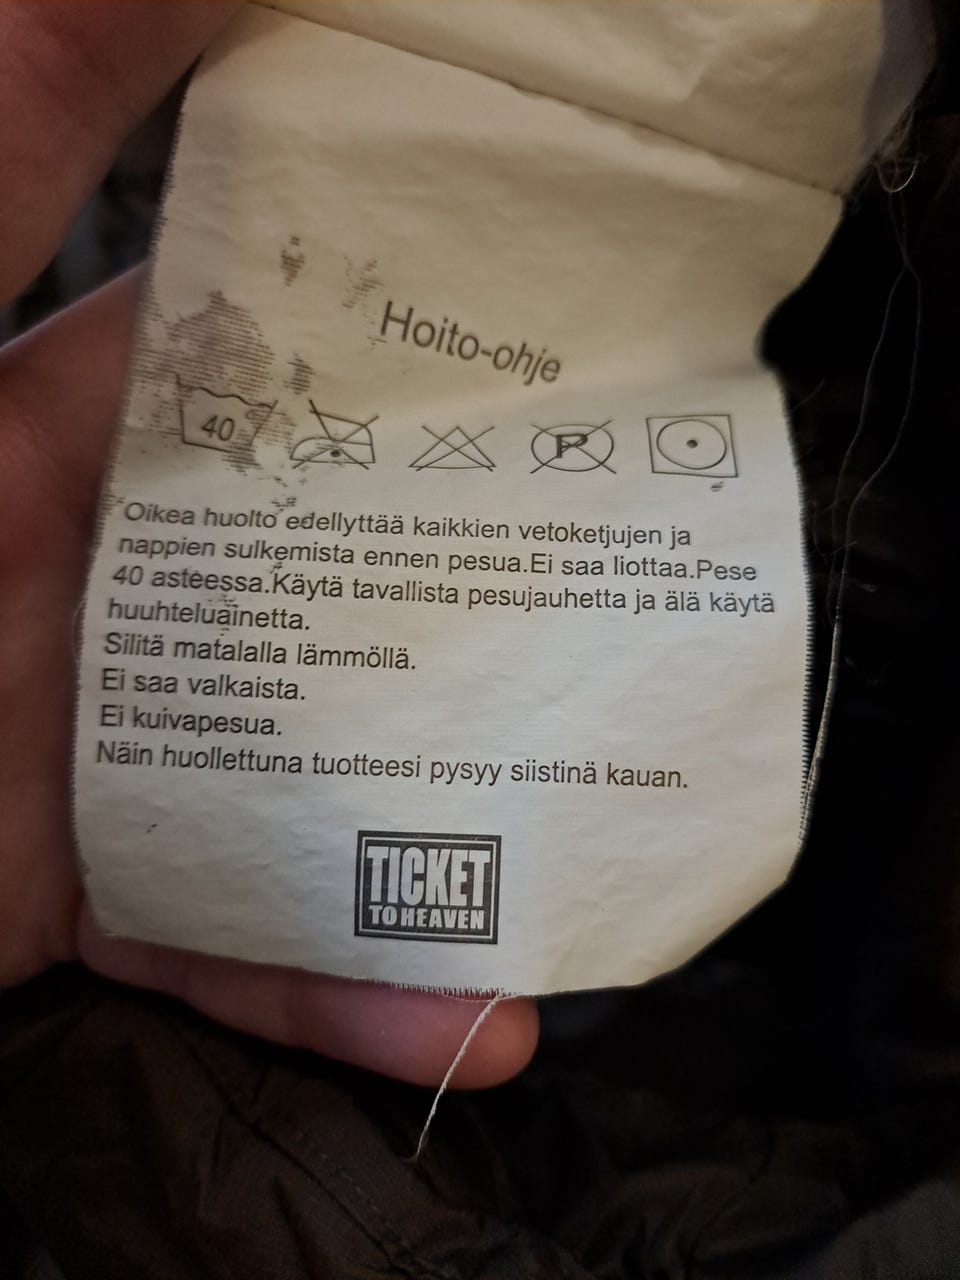 Hoito-ohje
40 P
Oikea huolto edellyttää kaikkien vetoketjujen ja
nappien sulkemista ennen pesua.Ei saa liottaa.Pese
40 asteessa.Käytä tavallista pesujauhetta ja älä käytä
huuhteluainetta.
Silitä matalalla lämmöllä.
Ei saa valkaista.
Ei kuivapesua.
Näin huollettuna tuotteesi pysyy siistinä kauan.
TICKET
TO HEAVEN